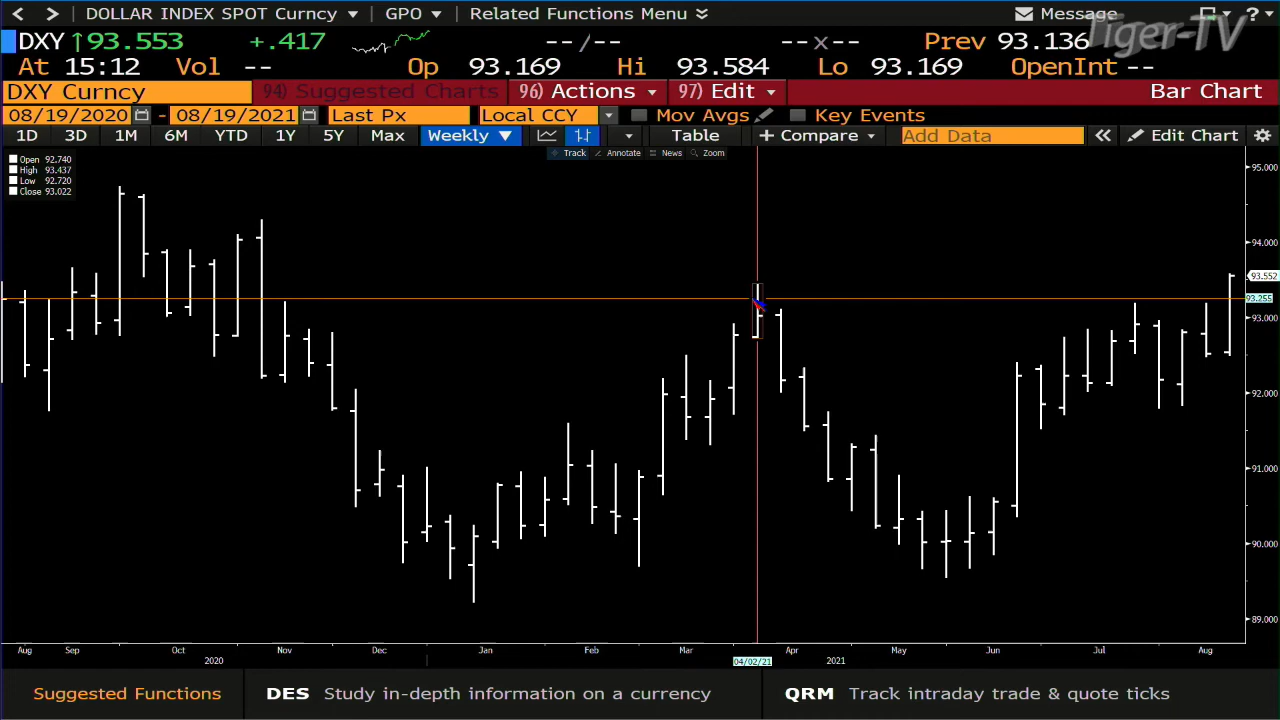 < > DOLLAR INDEX SPOT Curncy ▼ GPO ▼ Related Functions Menu Message ? ▼
Tiger-TV
DXY ↑93.553 +.417 --/-- --x-- Prev 93.136
At 15:12 Vol -- Op 93.169 Hi 93.584 Lo 93.169 OpenInt --
DXY Curncy 94) Suggested Charts 96) Actions ▼ 97) Edit ▼ Bar Chart
08/19/2020 - 08/19/2021 Last Px Local CCY Mov Avgs Key Events
1D 3D 1M 6M YTD 1Y 5Y Max Weekly ▼ Table + Compare ▼ Add Data « Edit Chart
Track Annotate News Zoom
Open 92.740
High 93.437
Low 92.720
Close 93.022
95.000
94.000
93.552
93.255
93.000
92.000
91.000
90.000
89.000
Aug Sep Oct Nov Dec Jan Feb Mar Apr May Jun Jul Aug
2020 04/02/21 2021
Suggested Functions DES Study in-depth information on a currency QRM Track intraday trade & quote ticks